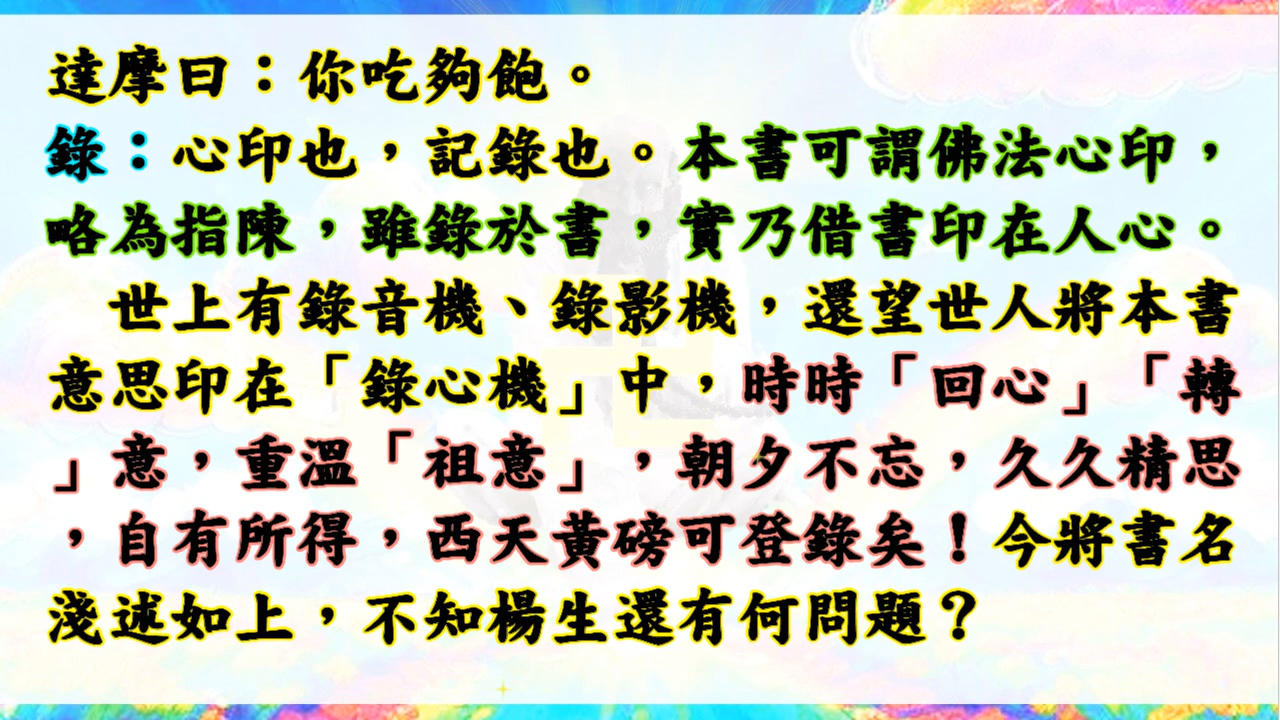 達摩曰：你吃夠飽。
錄：心印也，記錄也。本書可謂佛法心印，
略為指陳，雖錄於書，實乃借書印在人心。
世上有錄音機、錄影機，還望世人將本書
意思印在「錄心機」中，時時「回心」「轉
」意，重溫「祖意」，朝夕不忘，久久精思
，自有所得，西天黃磅可登錄矣！今將書名
淺述如上，不知楊生還有何問題？